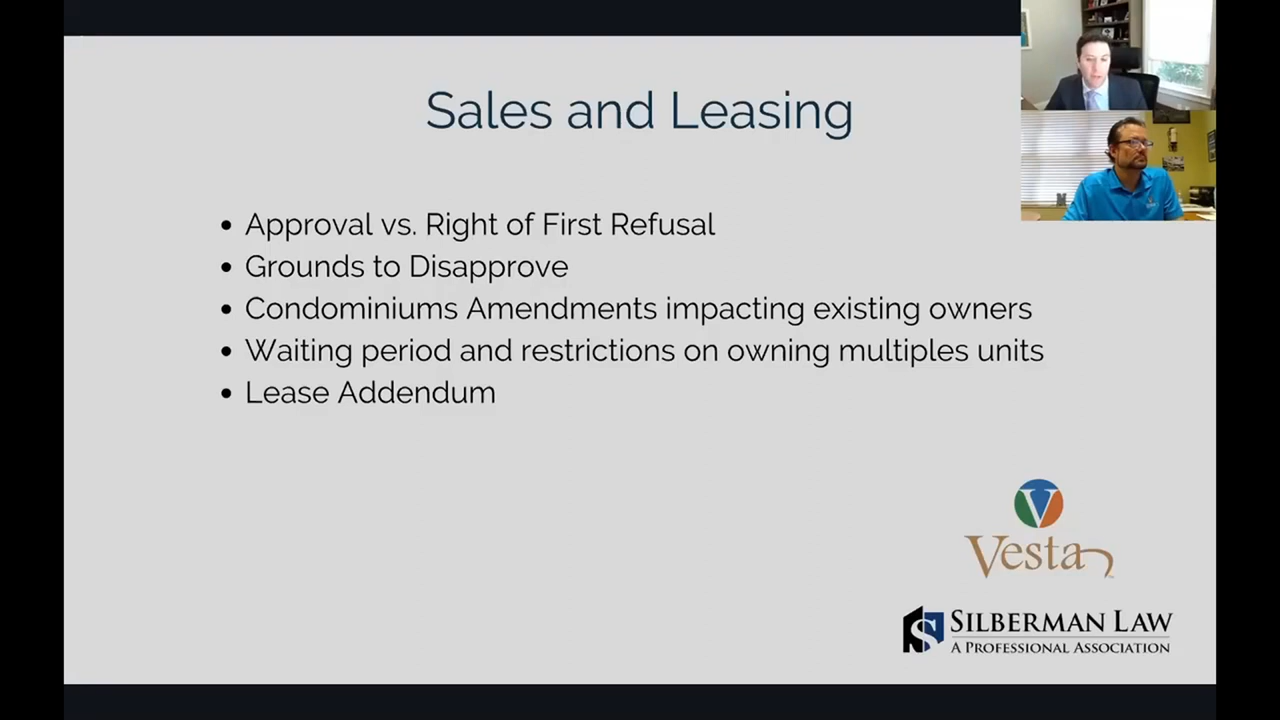 Sales and Leasing
Approval vs. Right of First Refusal
Grounds to Disapprove
Condominiums Amendments impacting existing owners
Waiting period and restrictions on owning multiples units
Lease Addendum
V
Vesta
S
SILBERMAN LAW
A PROFESSIONAL ASSOCIATION